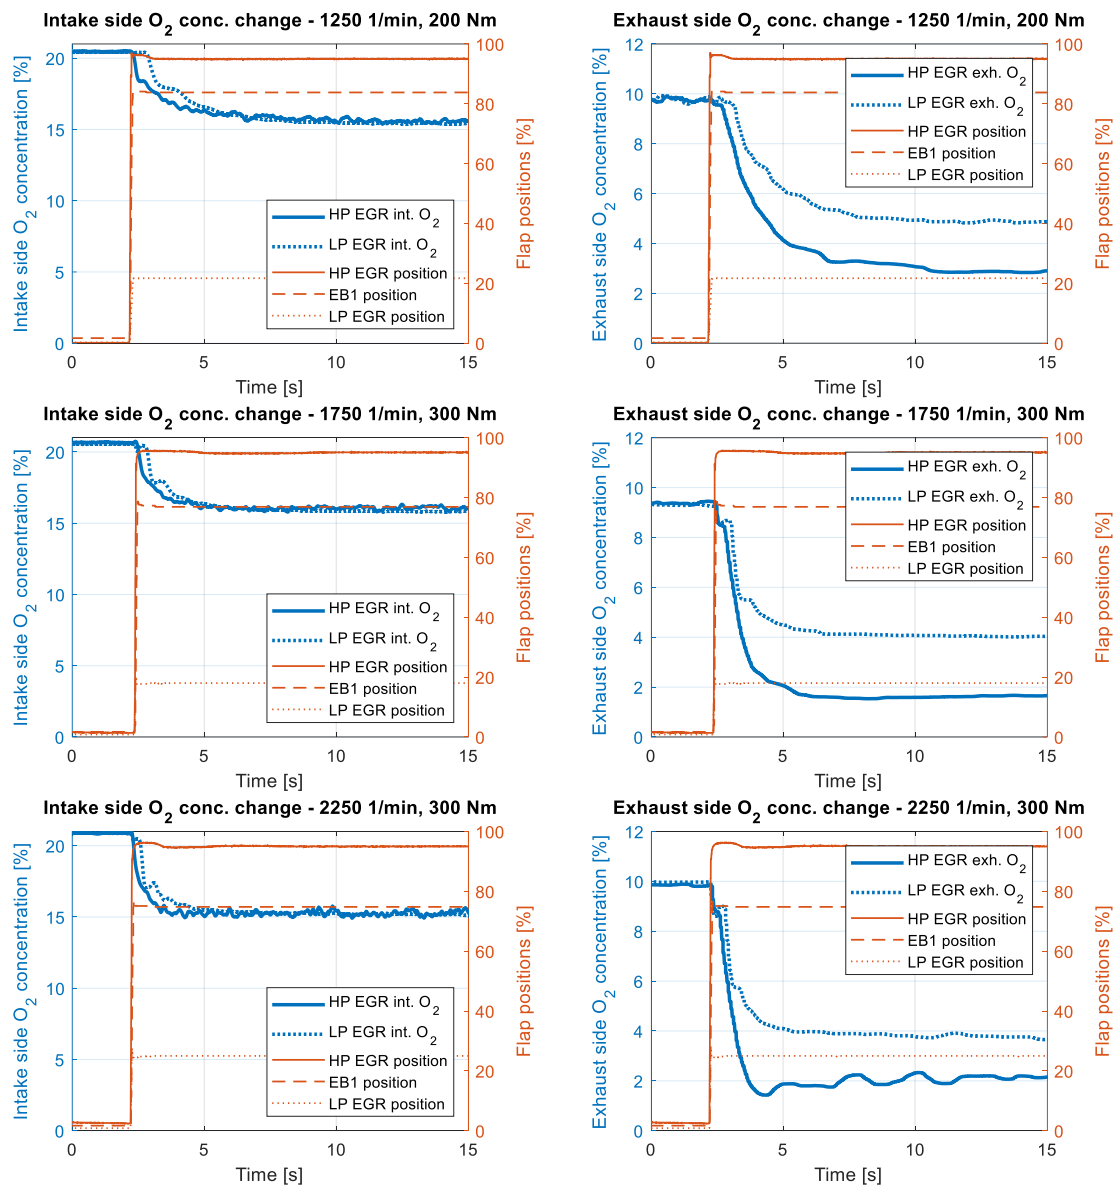 Intake side O2 conc. change - 1250 1/min, 200 Nm
Intake side O2 concentration [%]
20
15
10
5
0
100
80
60
40
20
0
Flap positions [%]
HP EGR int. O2
LP EGR int. O2
HP EGR position
EB1 position
LP EGR position
0 5 10 15
Time [s]
Exhaust side O2 conc. change - 1250 1/min, 200 Nm
Exhaust side O2 concentration [%]
12
10
8
6
4
2
0
100
80
60
40
20
0
Flap positions [%]
HP EGR exh. O2
LP EGR exh. O2
HP EGR position
EB1 position
LP EGR position
0 5 10 15
Time [s]
Intake side O2 conc. change - 1750 1/min, 300 Nm
Intake side O2 concentration [%]
20
15
10
5
0
100
80
60
40
20
0
Flap positions [%]
HP EGR int. O2
LP EGR int. O2
HP EGR position
EB1 position
LP EGR position
0 5 10 15
Time [s]
Exhaust side O2 conc. change - 1750 1/min, 300 Nm
Exhaust side O2 concentration [%]
12
10
8
6
4
2
0
100
80
60
40
20
0
Flap positions [%]
HP EGR exh. O2
LP EGR exh. O2
HP EGR position
EB1 position
LP EGR position
0 5 10 15
Time [s]
Intake side O2 conc. change - 2250 1/min, 300 Nm
Intake side O2 concentration [%]
20
15
10
5
0
100
80
60
40
20
0
Flap positions [%]
HP EGR int. O2
LP EGR int. O2
HP EGR position
EB1 position
LP EGR position
0 5 10 15
Time [s]
Exhaust side O2 conc. change - 2250 1/min, 300 Nm
Exhaust side O2 concentration [%]
12
10
8
6
4
2
0
100
80
60
40
20
0
Flap positions [%]
HP EGR exh. O2
LP EGR exh. O2
HP EGR position
EB1 position
LP EGR position
0 5 10 15
Time [s]